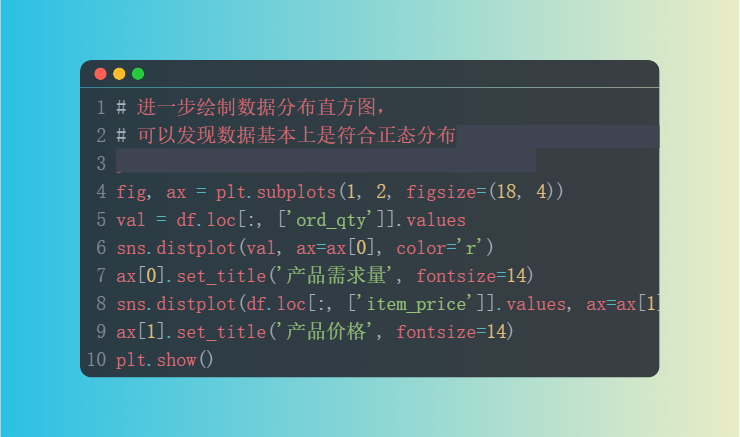 1 # 进一步绘制数据分布直方图，
2 # 可以发现数据基本上是符合正态分布
3
4 fig, ax = plt.subplots(1, 2, figsize=(18, 4))
5 val = df.loc[:, ['ord_qty']].values
6 sns.distplot(val, ax=ax[0], color='r')
7 ax[0].set_title('产品需求量', fontsize=14)
8 sns.distplot(df.loc[:, ['item_price']].values, ax=ax[1]
9 ax[1].set_title('产品价格', fontsize=14)
10 plt.show()